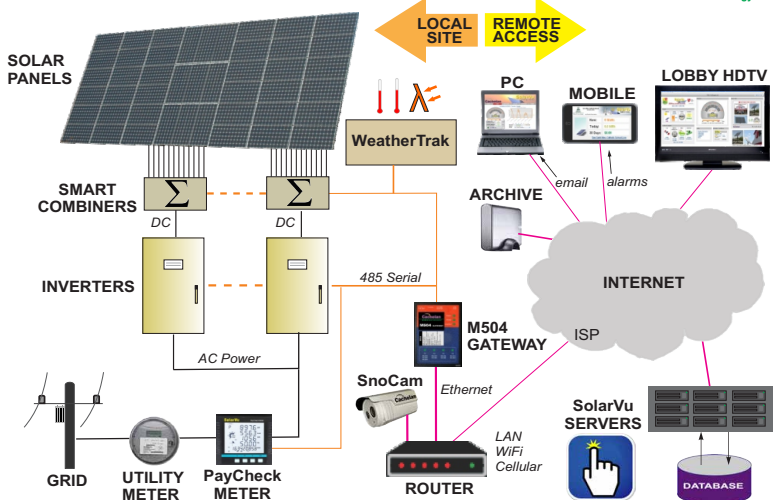 LOCAL
SITE
REMOTE
ACCESS
SOLAR
PANELS
PC
MOBILE
LOBBY HDTV
WeatherTrak
email
alarms
SMART
COMBINERS
Σ
Σ
ARCHIVE
DC
DC
INVERTERS
485 Serial
INTERNET
M504
GATEWAY
ISP
AC Power
SnoCam
Cachelan
Ethernet
SolarVu
SERVERS
LAN
WiFi
Cellular
GRID
UTILITY
METER
PayCheck
METER
ROUTER
DATABASE